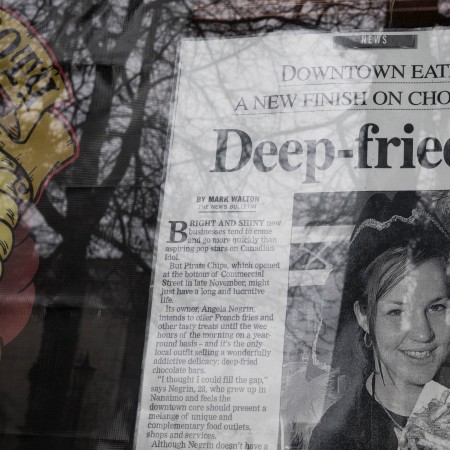 NEWS
DOWNTOWN EAT
A NEW FINISH ON CHO
Deep-fried
BY MARK WALTON
THE NEWS BULLETIN
BRIGHT AND SHINY new
businesses tend to come
and go more quickly than
aspiring pop stars on Canadian
Idol.
But Pirate Chips, which opened
at the bottom of Commercial
Street in late November, might
just have a long and lucrative
life.
Its owner, Angela Negrin,
intends to offer French fries and
other tasty treats until the wee
hours of the morning on a year-
round basis – and it's the only
local outfit selling a wonderfully
addictive delicacy: deep-fried
chocolate bars.
"I thought I could fill the gap,"
says Negrin, 28, who grew up in
Nanaimo and feels the
downtown core should present a
melange of unique and
complementary food outlets,
shops and services.
Although Negrin doesn't have a